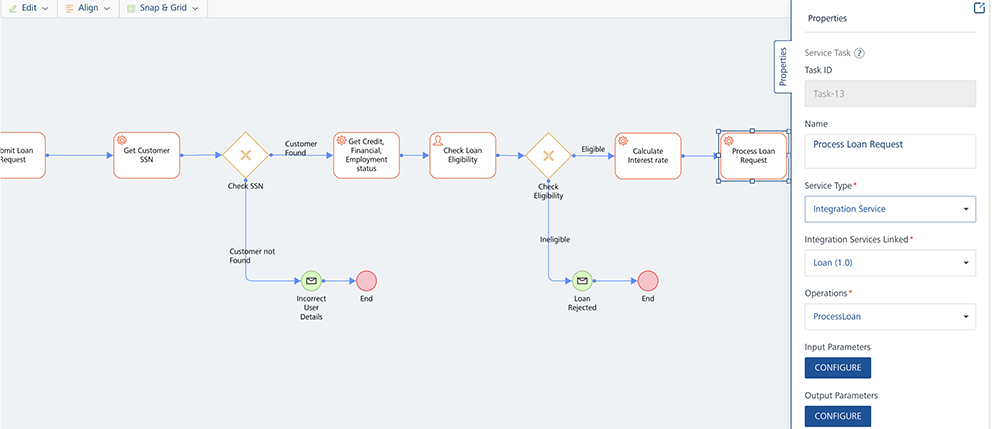 Edit
Align
Snap & Grid
Properties
Properties
Service Task ?
Task ID
Task-13
Name
Process Loan Request
Service Type *
Integration Service
Integration Services Linked *
Loan (1.0)
Operations *
ProcessLoan
Input Parameters
CONFIGURE
Output Parameters
CONFIGURE
bmit Loan
Request
Get Customer
SSN
Check SSN
Customer
Found
Get Credit,
Financial,
Employment
status
Check Loan
Eligibility
Check
Eligibility
Eligible
Calculate
Interest rate
Process Loan
Request
Customer not
Found
Incorrect
User
Details
End
Ineligible
Loan
Rejected
End